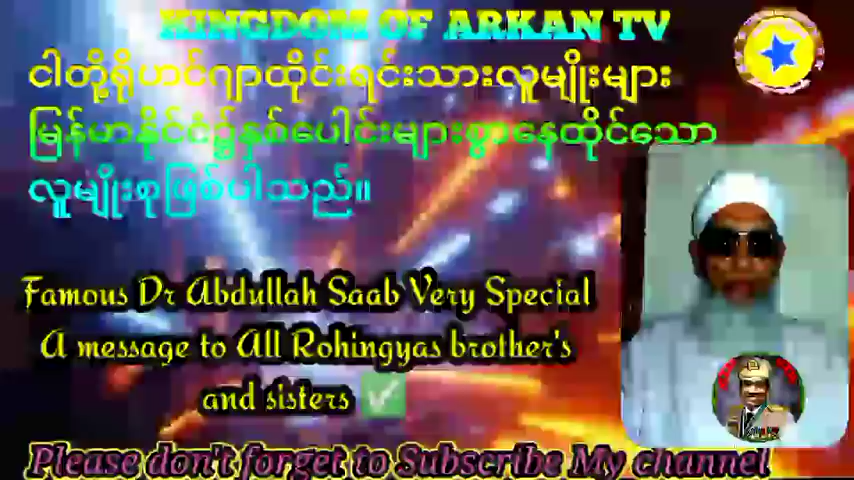 KINGDOM OF ARKAN TV
ငါတို့ရိုဟင်ဂျာထိုင်းရင်းသားလူမျိုးများ
မြန်မာနိုင်ငံ၌နှစ်ပေါင်းများစွာနေထိုင်သော
လူမျိုးစုဖြစ်ပါသည်။
Famous Dr Abdullah Saab Very Special
A message to All Rohingyas brother's
and sisters ✅
Please don't forget to Subscribe My channel